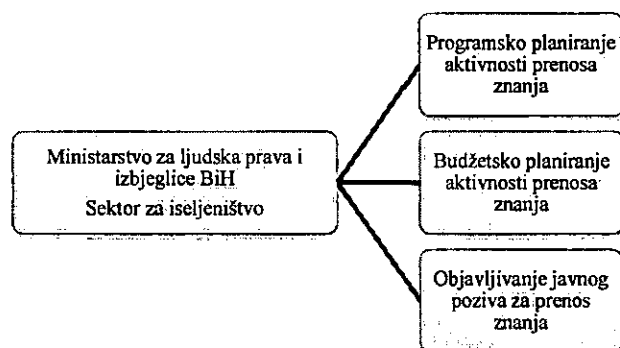 Programsko planiranje
aktivnosti prenosa
znanja
Ministarstvo za ljudska prava i
izbjeglice BiH
Sektor za iseljeništvo
Budžetsko planiranje
aktivnosti prenosa
znanja
Objavljivanje javnog
poziva za prenos
znanja